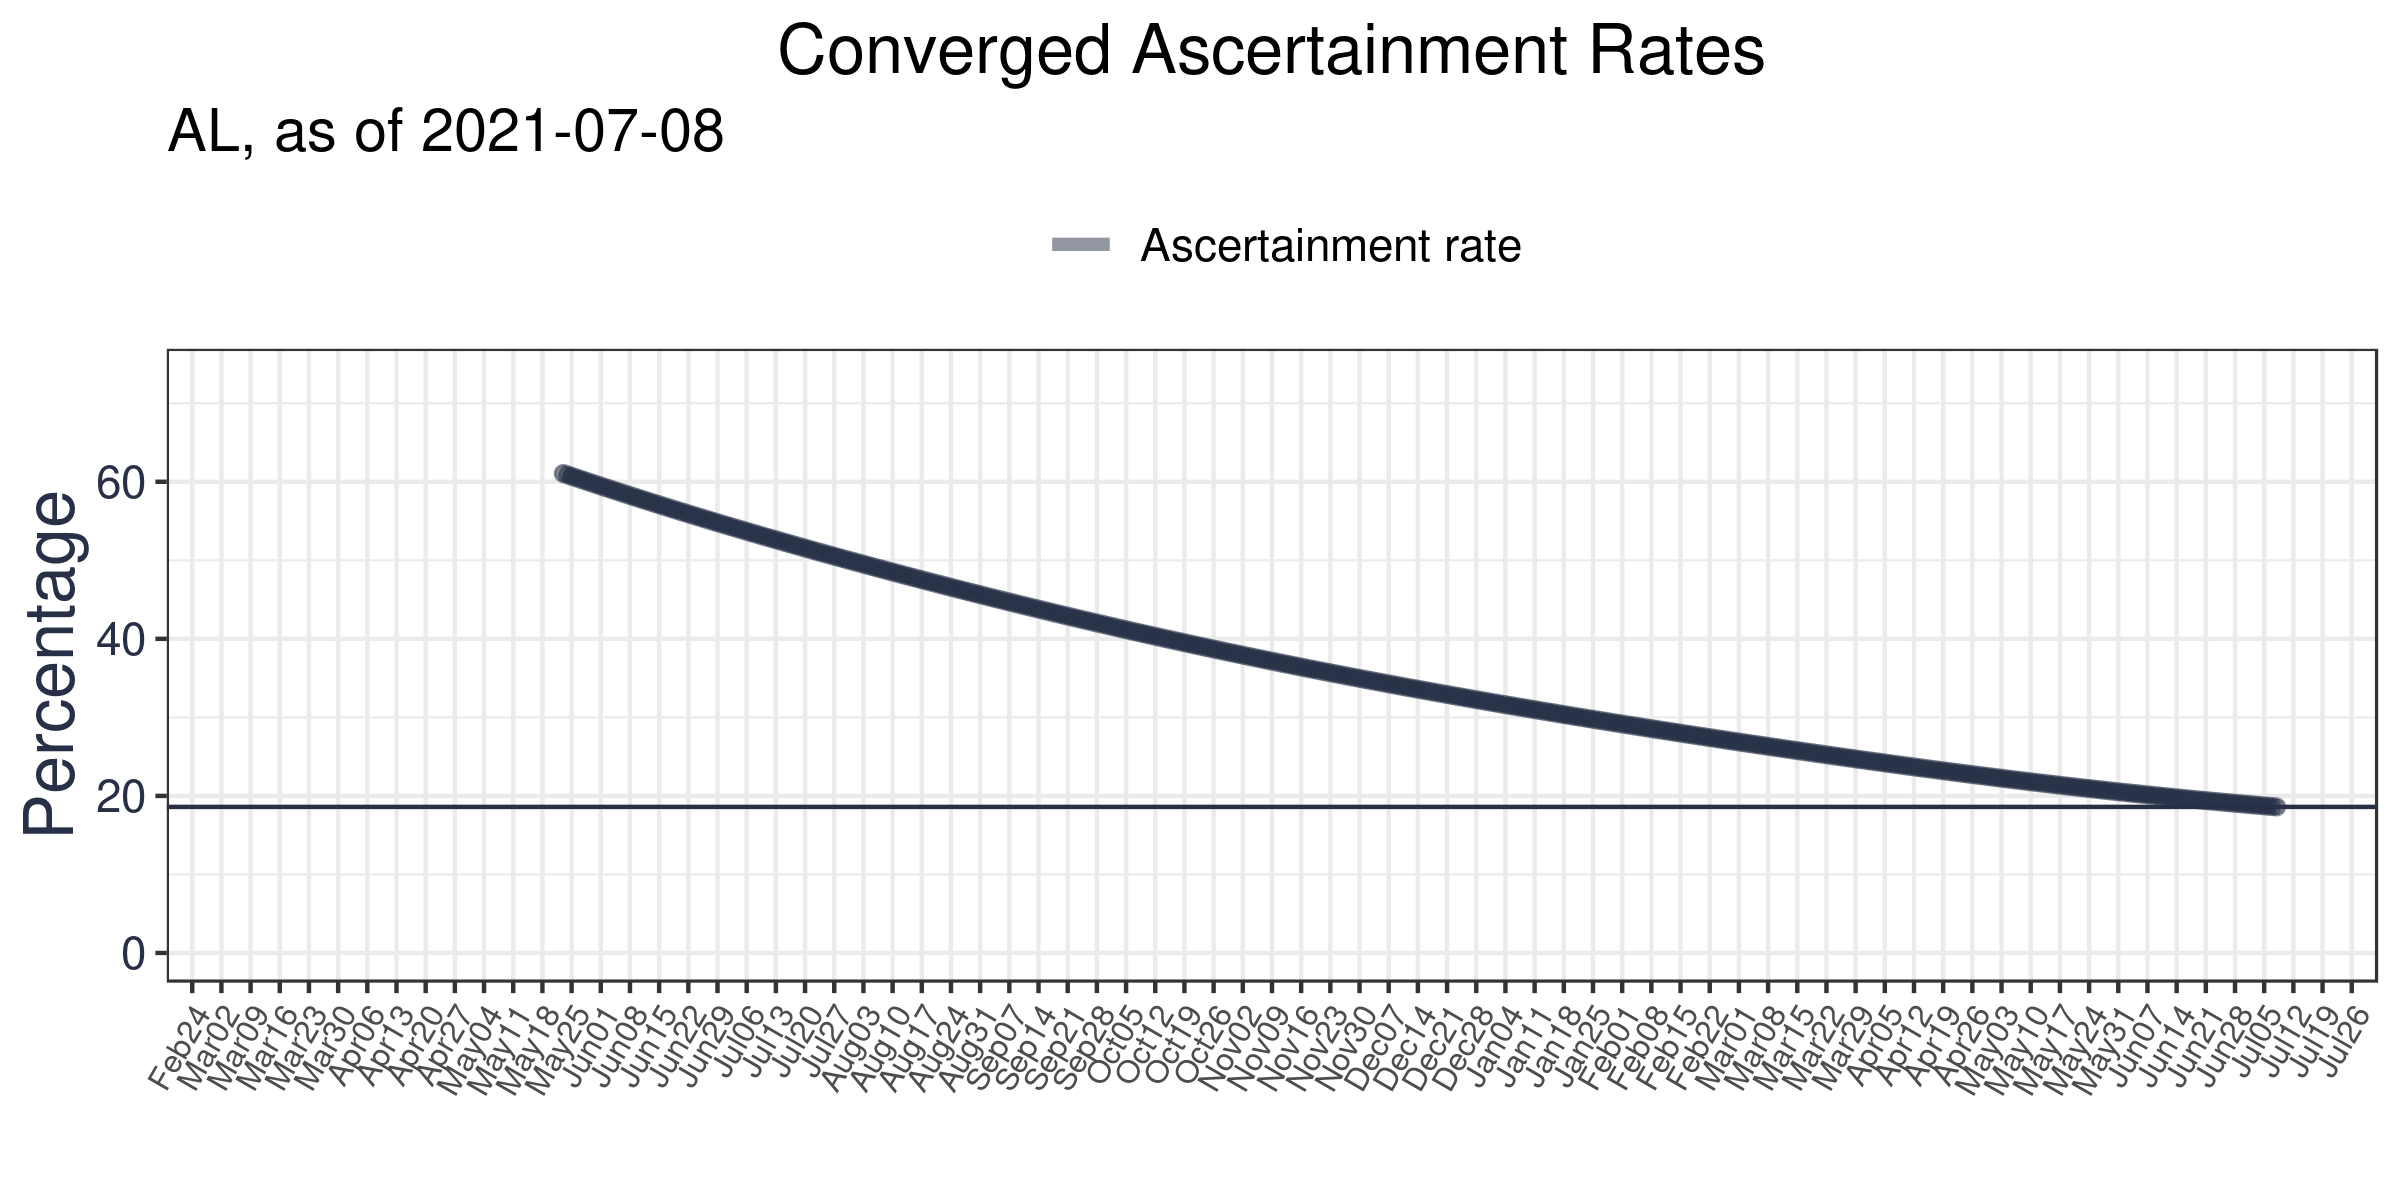 Converged Ascertainment Rates
AL, as of 2021-07-08
Ascertainment rate
Percentage
60
40
20
0
Feb24
Mar02
Mar09
Mar16
Mar23
Mar30
Apr06
Apr13
Apr20
Apr27
May04
May11
May18
May25
Jun01
Jun08
Jun15
Jun22
Jun29
Jul06
Jul13
Jul20
Jul27
Aug03
Aug10
Aug17
Aug24
Aug31
Sep07
Sep14
Sep21
Sep28
Oct05
Oct12
Oct19
Oct26
Nov02
Nov09
Nov16
Nov23
Nov30
Dec07
Dec14
Dec21
Dec28
Jan04
Jan11
Jan18
Jan25
Feb01
Feb08
Feb15
Feb22
Mar01
Mar08
Mar15
Mar22
Mar29
Apr05
Apr12
Apr19
Apr26
May03
May10
May17
May24
May31
Jun07
Jun14
Jun21
Jun28
Jul05
Jul12
Jul19
Jul26